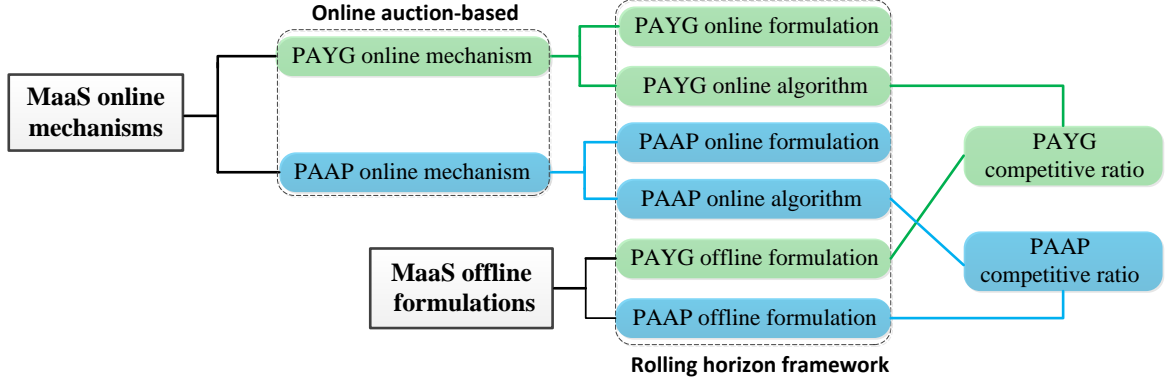 Online auction-based
PAYG online formulation
PAYG online mechanism
PAYG online algorithm
MaaS online
mechanisms
PAAP online formulation
PAYG
competitive ratio
PAAP online mechanism
PAAP online algorithm
PAYG offline formulation
PAAP
competitive ratio
MaaS offline
formulations
PAAP offline formulation
Rolling horizon framework